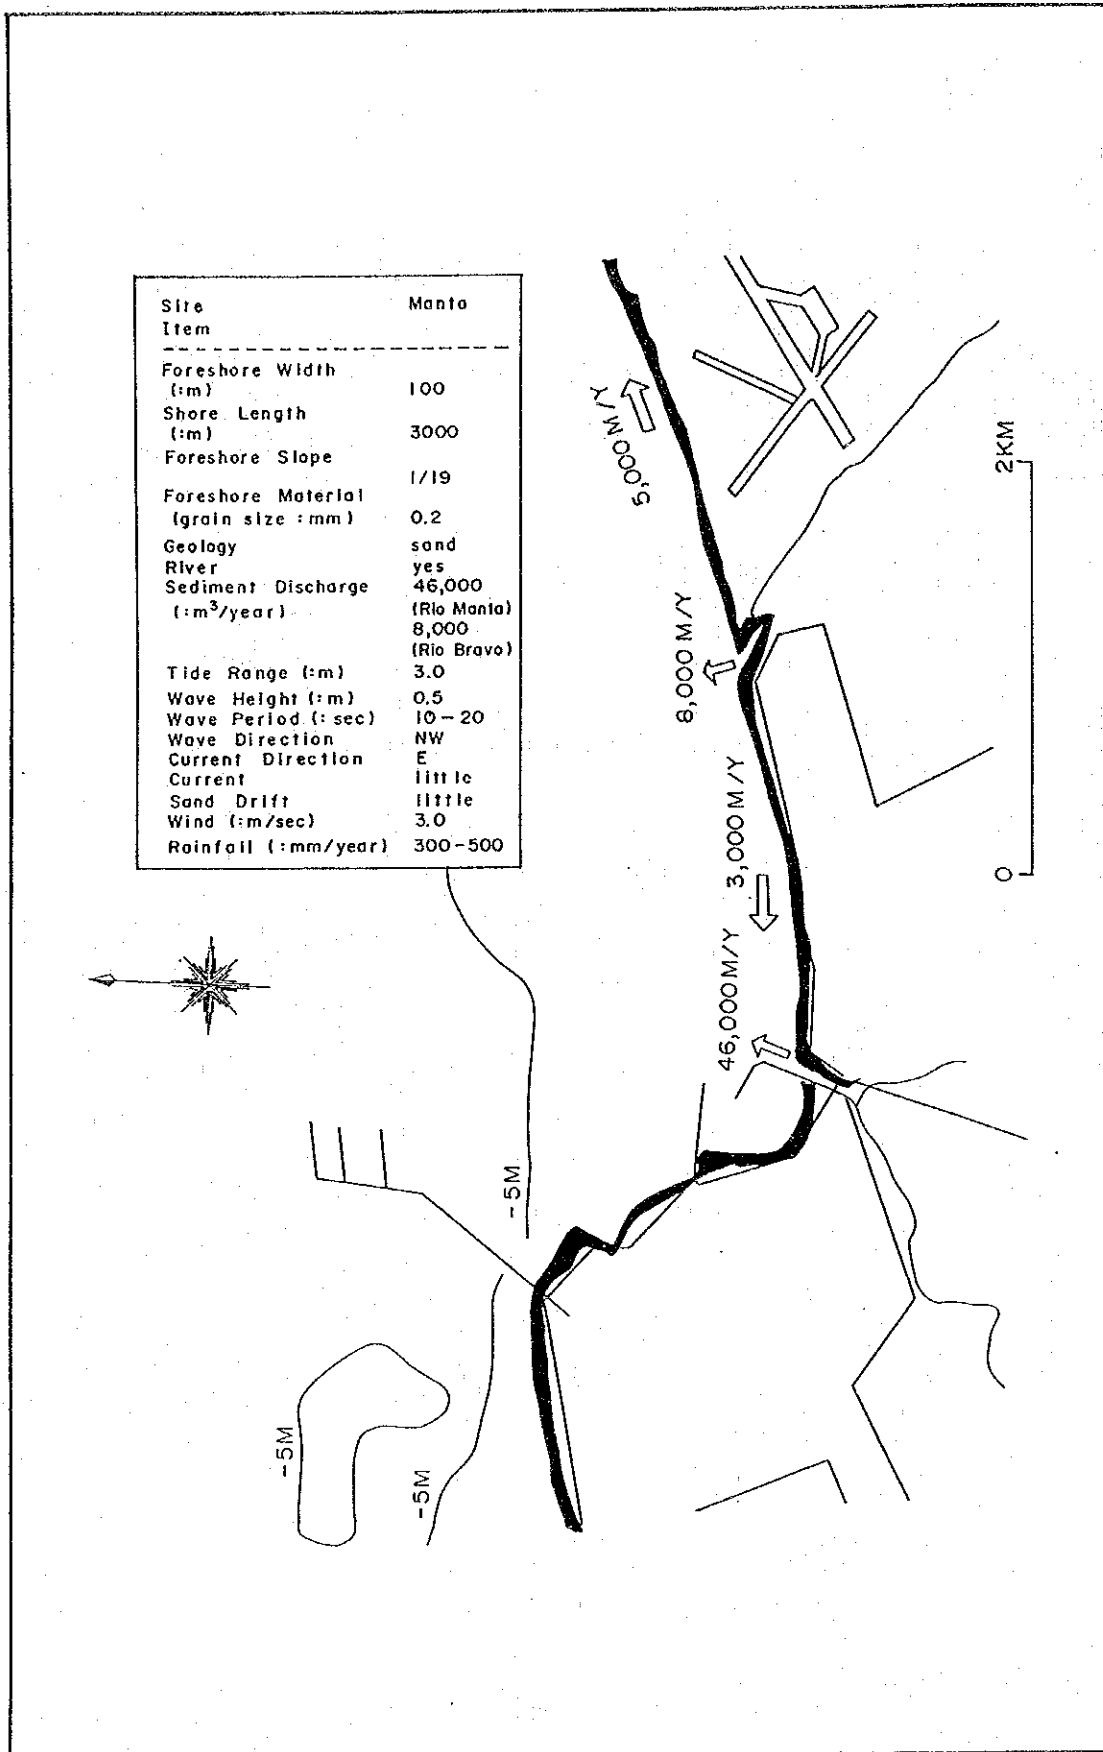 Site Manta
Item
Foreshore Width
(:m) 100
Shore Length
(:m) 3000
Foreshore Slope
1/19
Foreshore Material
(grain size :mm) 0.2
Geology sand
River yes
Sediment Discharge 46,000
(:m³/year) (Rio Manta)
8,000
(Rio Bravo)
Tide Range (:m) 3.0
Wave Height (:m) 0.5
Wave Period (: sec) 10-20
Wave Direction NW
Current Direction E
Current little
Sand Drift little
Wind (:m/sec) 3.0
Rainfall (:mm/year) 300-500
-5M
-5M
-5M
46,000M/Y
3,000M/Y
8,000M/Y
5,000M/Y
0 2KM